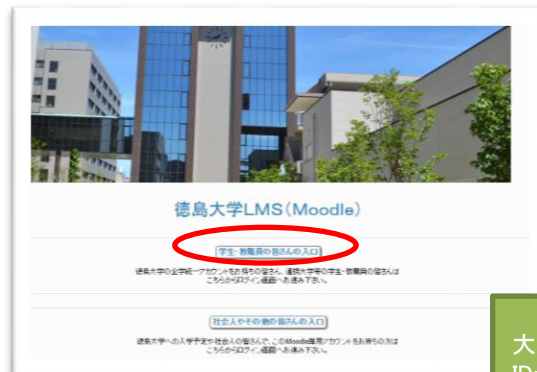 徳島大学LMS(Moodle)
学生・教職員の皆さんの入口
徳島大学の全学統一アカウントをお持ちの皆さん、連携大学等の学生・教職員の皆さんは
こちらからログイン画面へお進み下さい。
社会人やその他の皆さんの入口
徳島大学への入学予定や社会人の皆さんで、このMoodle専用アカウントをお持ちの方は
こちらからログイン画面へお進み下さい。
大